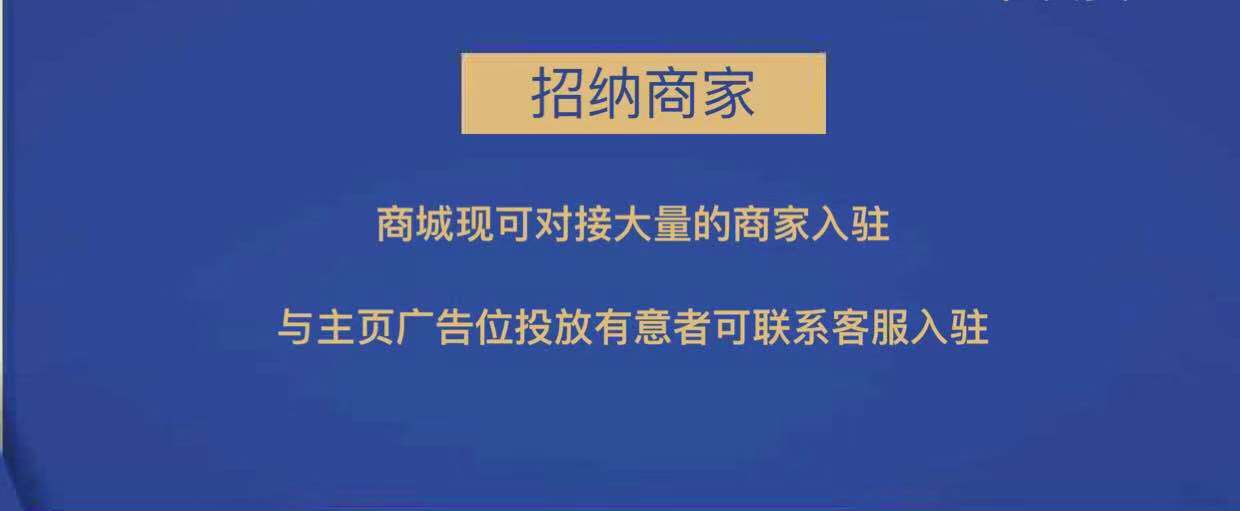 招纳商家
商城现可对接大量的商家入驻
与主页广告位投放有意者可联系客服入驻